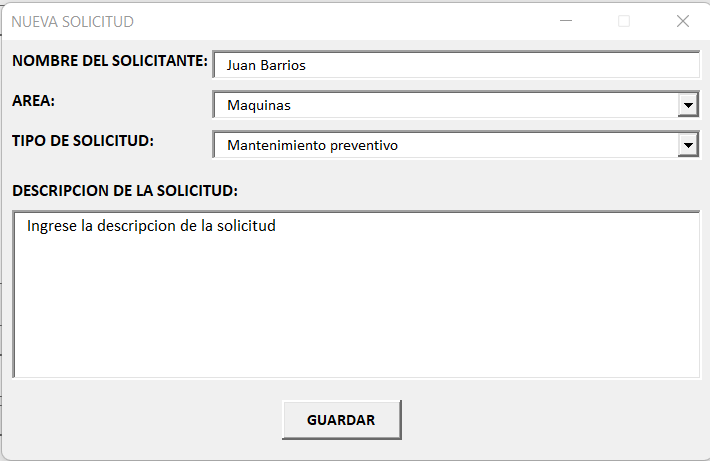 NUEVA SOLICITUD
NOMBRE DEL SOLICITANTE: Juan Barrios
AREA: Maquinas
TIPO DE SOLICITUD: Mantenimiento preventivo
DESCRIPCION DE LA SOLICITUD:
Ingrese la descripcion de la solicitud
GUARDAR